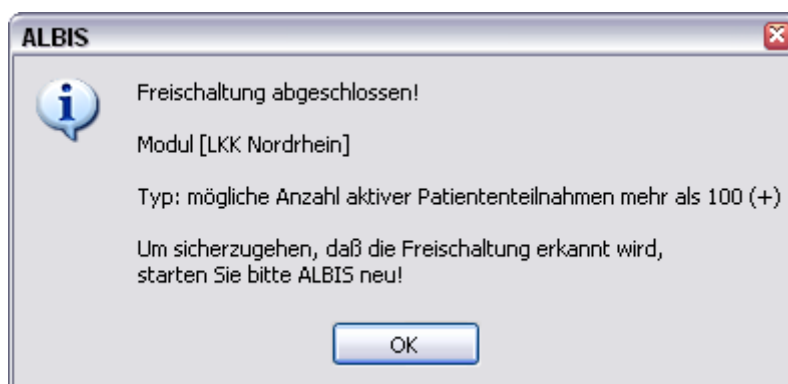 ALBIS
Freischaltung abgeschlossen!
Modul [LKK Nordrhein]
Typ: mögliche Anzahl aktiver Patiententeilnahmen mehr als 100 (+)
Um sicherzugehen, daß die Freischaltung erkannt wird,
starten Sie bitte ALBIS neu!
OK